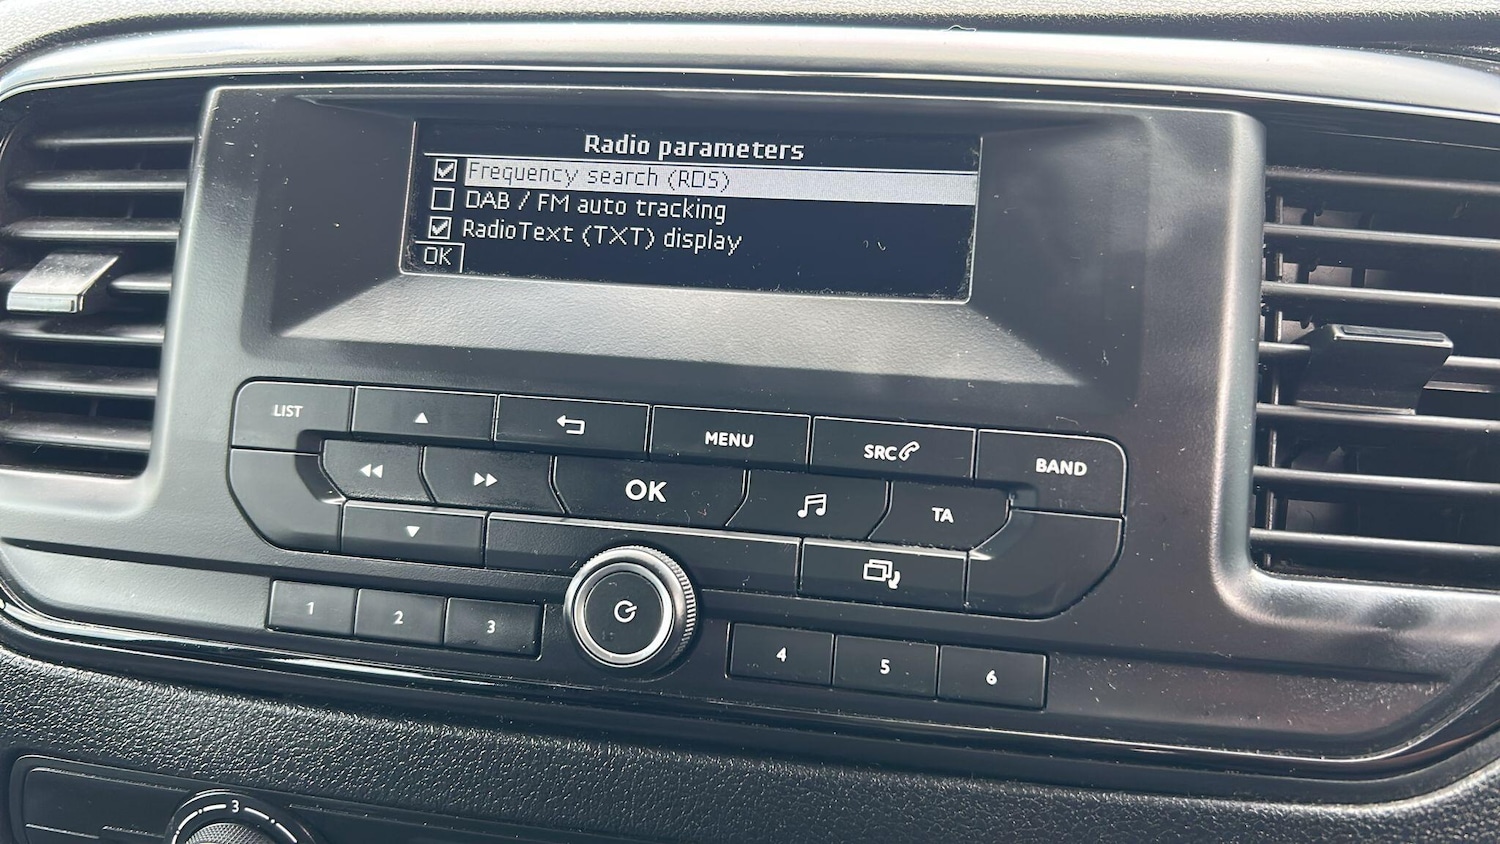 Radio parameters
Frequency search (RDS)
DAB / FM auto tracking
RadioText (TXT) display
OK
LIST
MENU
SRC
BAND
OK
TA
1
2
3
4
5
6
3